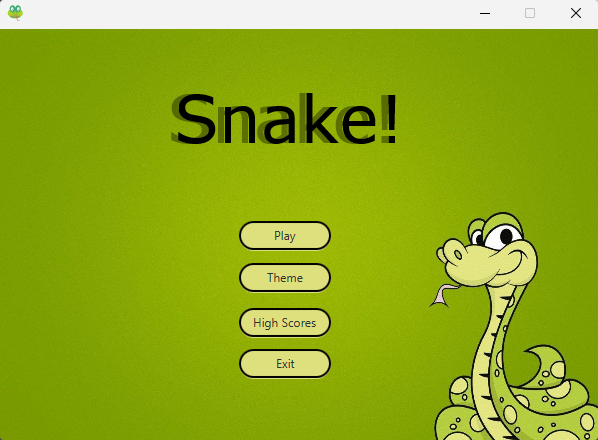 Snake!
Play
Theme
High Scores
Exit